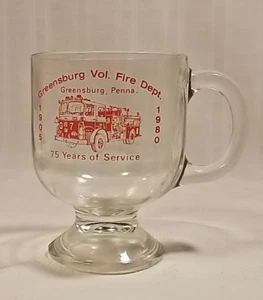 Greensburg Vol. Fire Dept.
Greensburg, Penna.
1905
1980
75 Years of Service